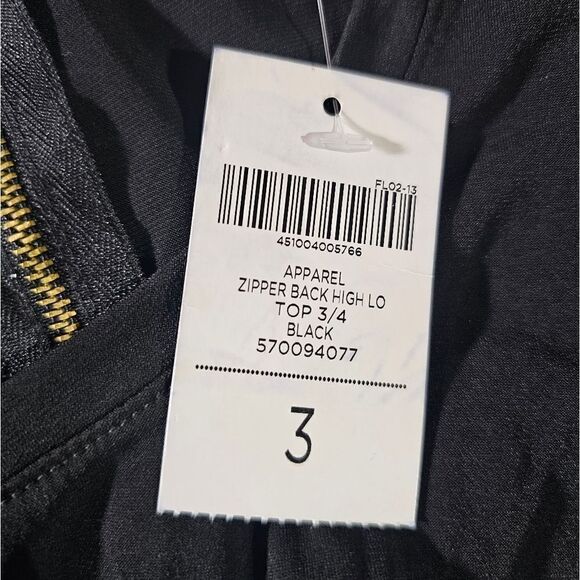 FL02-13
451004005766
APPAREL
ZIPPER BACK HIGH LO
TOP 3/4
BLACK
570094077
3